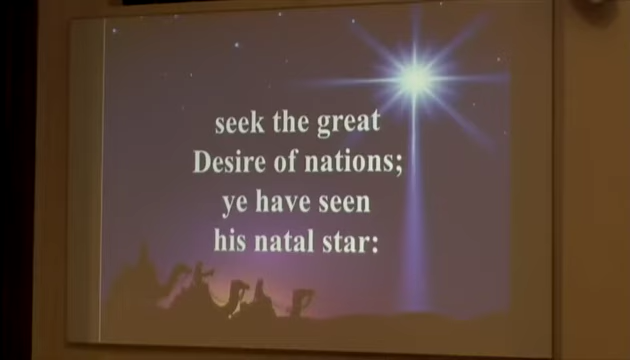 seek the great
Desire of nations;
ye have seen
his natal star: